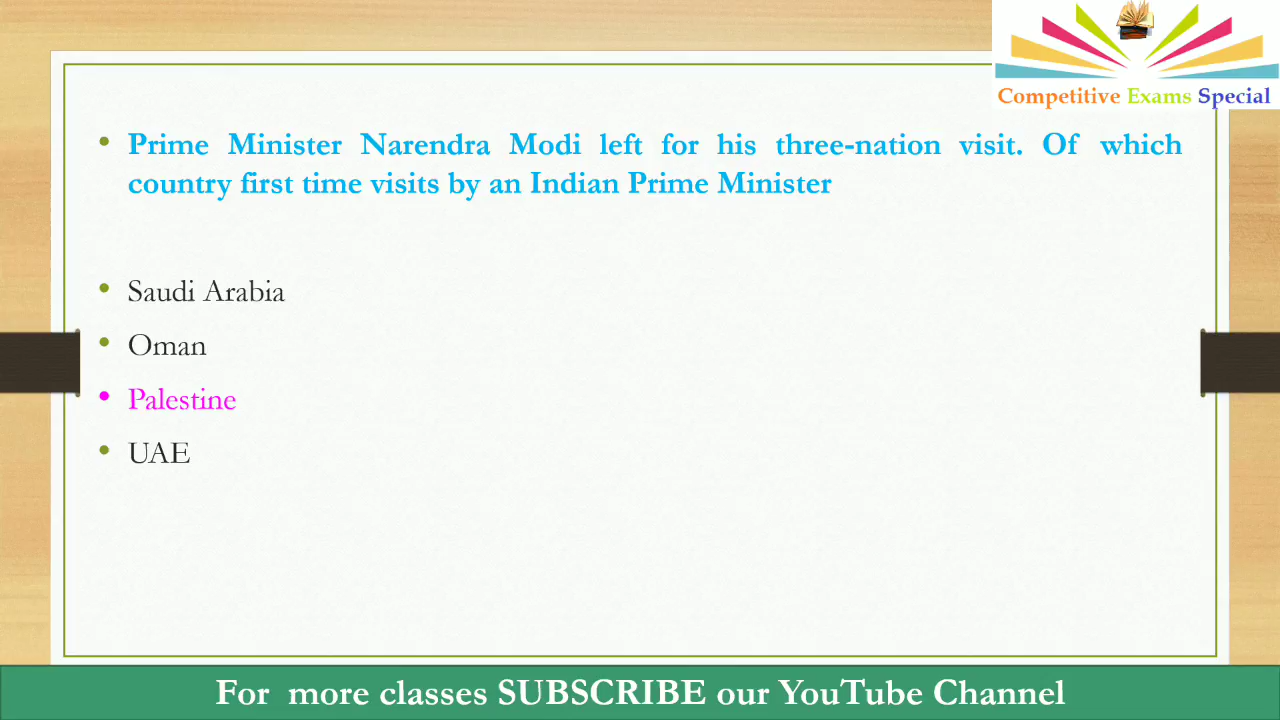 Competitive Exams Special
• Prime Minister Narendra Modi left for his three-nation visit. Of which
country first time visits by an Indian Prime Minister
• Saudi Arabia
• Oman
• Palestine
• UAE
For more classes SUBSCRIBE our YouTube Channel